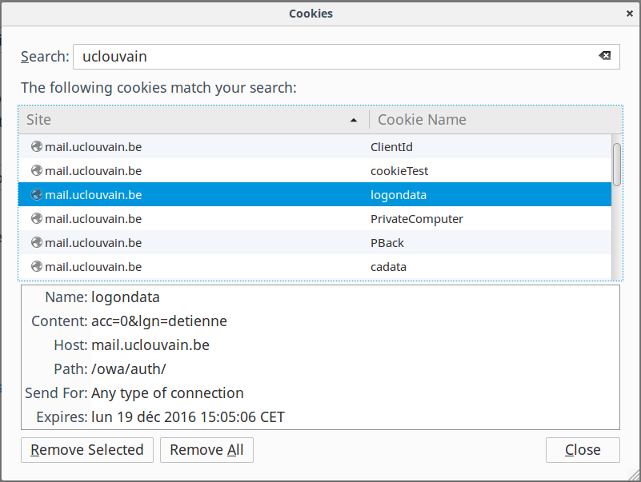 Cookies
Search: uclouvain
The following cookies match your search:
Site Cookie Name
mail.uclouvain.be ClientId
mail.uclouvain.be cookieTest
mail.uclouvain.be logondata
mail.uclouvain.be PrivateComputer
mail.uclouvain.be PBack
mail.uclouvain.be cadata
Name: logondata
Content: acc=0&lgn=detienne
Host: mail.uclouvain.be
Path: /owa/auth/
Send For: Any type of connection
Expires: lun 19 déc 2016 15:05:06 CET
Remove Selected Remove All Close